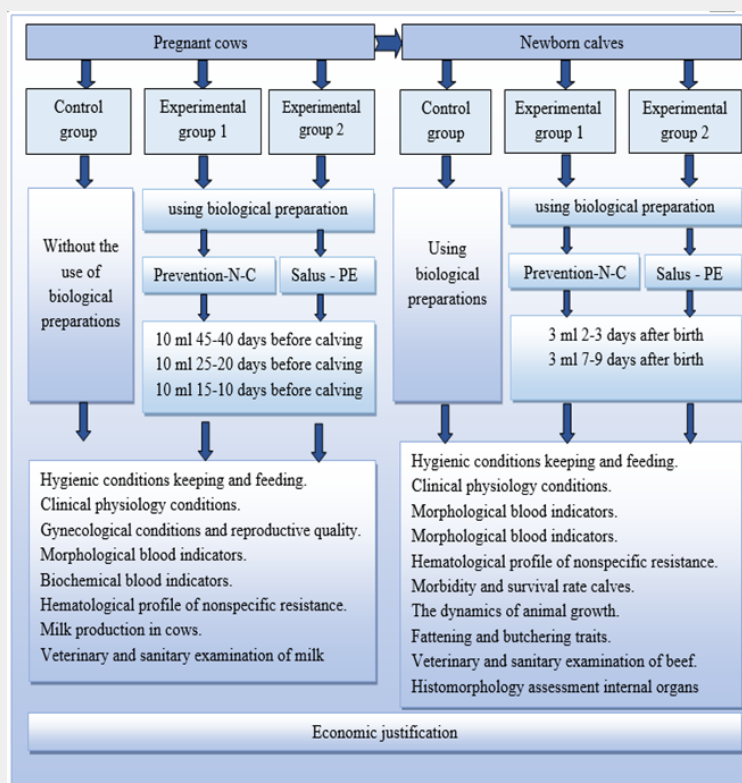 Pregnant cows
Newborn calves
Control
group
Experimental
group 1
Experimental
group 2
Control
group
Experimental
group 1
Experimental
group 2
Without the
use of
biological
preparations
using biological preparation
Prevention-N-C
Salus - PE
10 ml 45-40 days before calving
10 ml 25-20 days before calving
10 ml 15-10 days before calving
Using
biological
preparations
using biological preparation
Prevention-N-C
Salus - PE
3 ml 2-3 days after birth
3 ml 7-9 days after birth
Hygienic conditions keeping and feeding.
Clinical physiology conditions.
Gynecological conditions and reproductive quality.
Morphological blood indicators.
Biochemical blood indicators.
Hematological profile of nonspecific resistance.
Milk production in cows.
Veterinary and sanitary examination of milk
Hygienic conditions keeping and feeding.
Clinical physiology conditions.
Morphological blood indicators.
Morphological blood indicators.
Hematological profile of nonspecific resistance.
Morbidity and survival rate calves.
The dynamics of animal growth.
Fattening and butchering traits.
Veterinary and sanitary examination of beef.
Histomorphology assessment internal organs
Economic justification